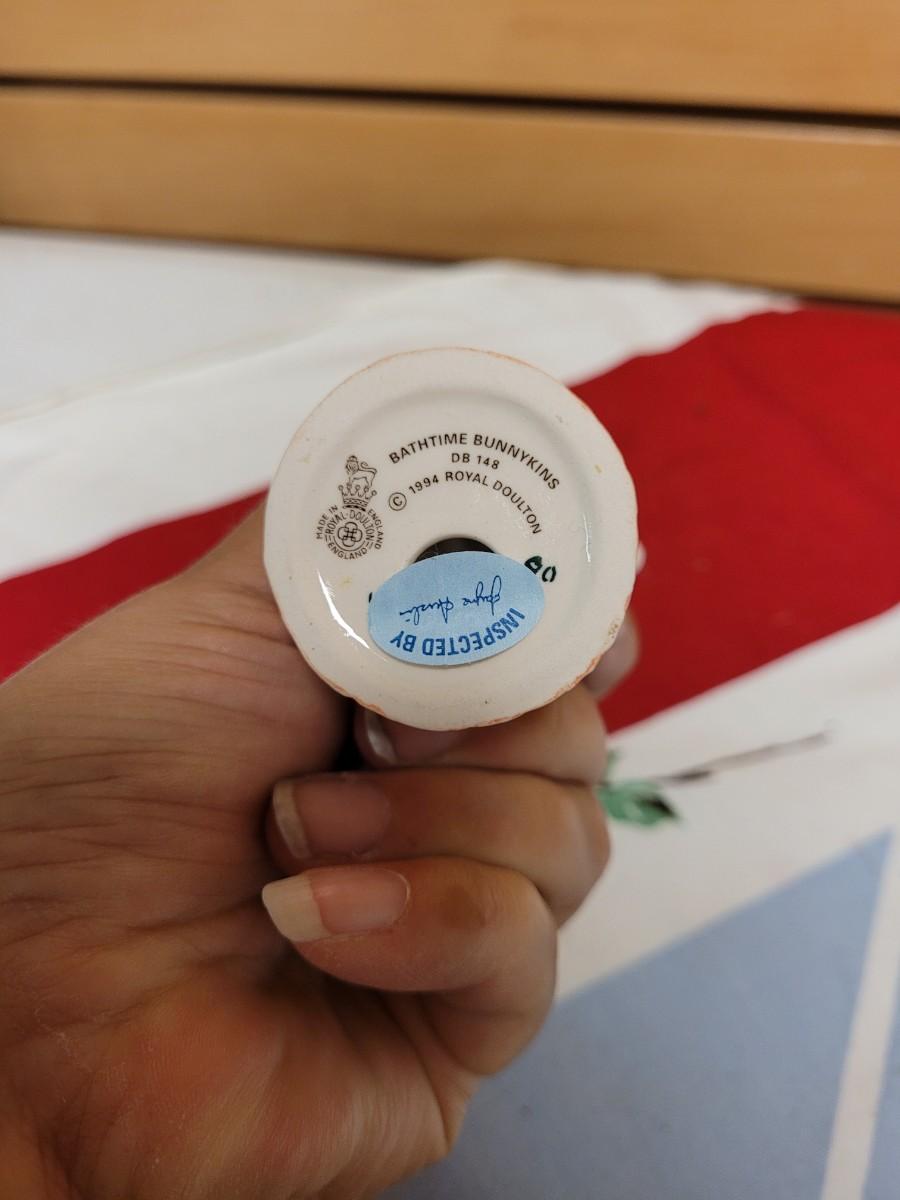 BATHTIME BUNNYKINS
DB 148
© 1994 ROYAL DOULTON
MADE IN ENGLAND
ROYAL·DOULTON
ENGLAND
INSPECTED BY